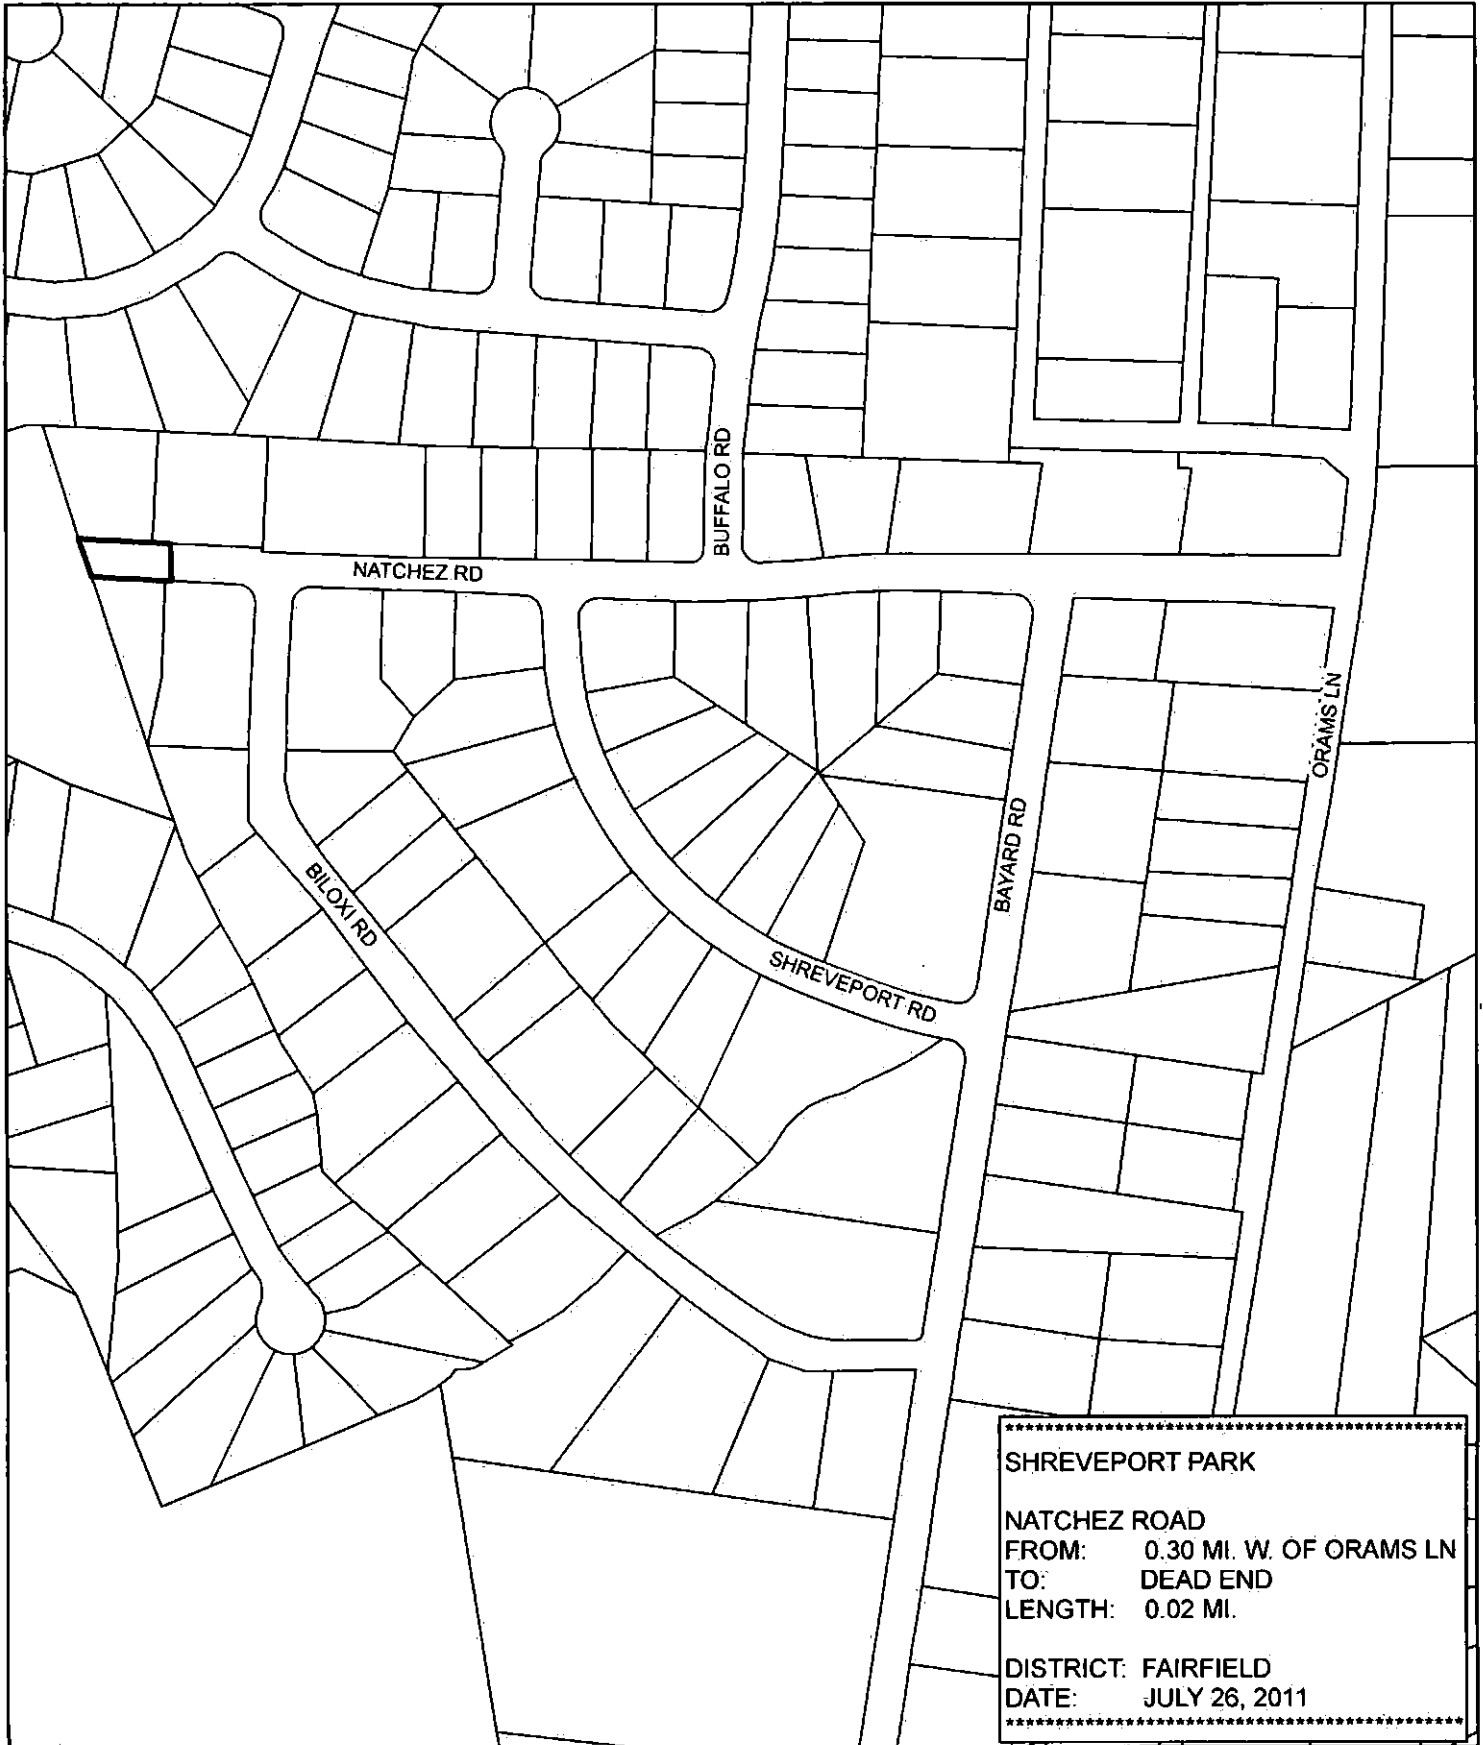 BUFFALO RD
NATCHEZ RD
ORAMS LN
BAYARD RD
BILOXI RD
SHREVEPORT RD
SHREVEPORT PARK
NATCHEZ ROAD
FROM: 0.30 MI. W. OF ORAMS LN
TO: DEAD END
LENGTH: 0.02 MI.
DISTRICT: FAIRFIELD
DATE: JULY 26, 2011